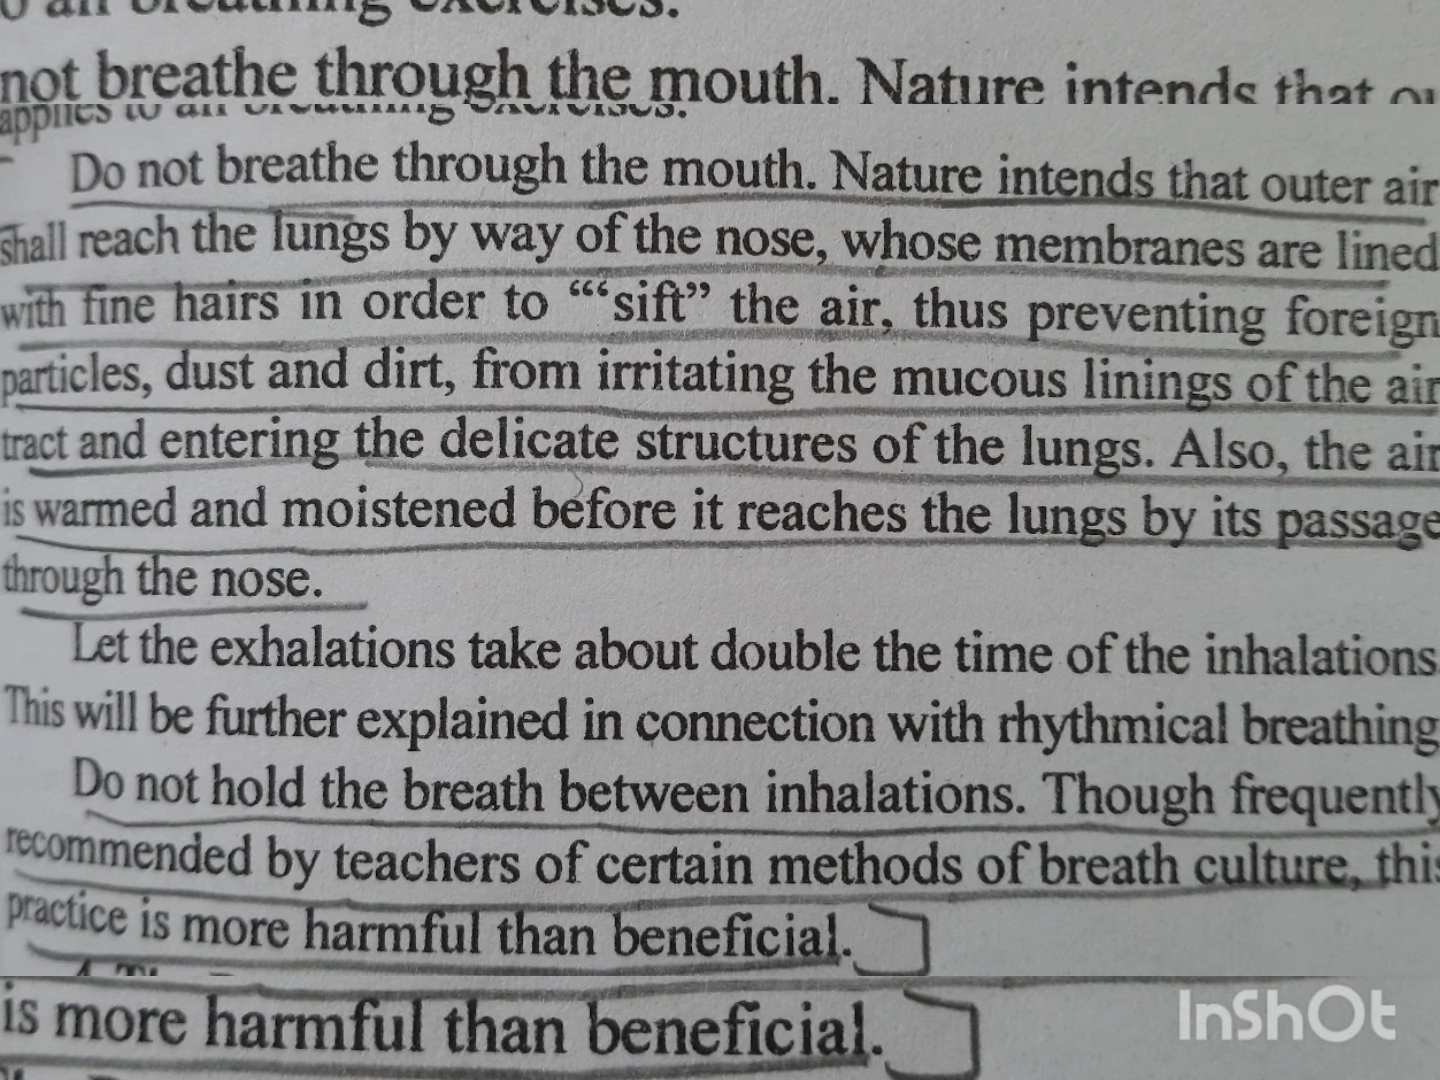 an breathing exercises.
not breathe through the mouth. Nature intends that ou
applies to all breathing exercises.
Do not breathe through the mouth. Nature intends that outer air
shall reach the lungs by way of the nose, whose membranes are lined
with fine hairs in order to “‘‘sift” the air, thus preventing foreign
particles, dust and dirt, from irritating the mucous linings of the air
tract and entering the delicate structures of the lungs. Also, the air
is warmed and moistened before it reaches the lungs by its passage
through the nose.
Let the exhalations take about double the time of the inhalations
This will be further explained in connection with rhythmical breathing
Do not hold the breath between inhalations. Though frequently
recommended by teachers of certain methods of breath culture, this
practice is more harmful than beneficial.
is more harmful than beneficial.
InShOt